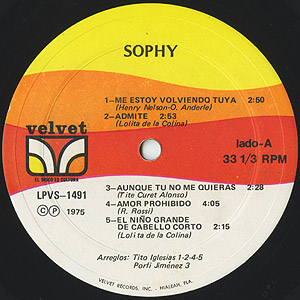 SOPHY
1—ME ESTOY VOLVIENDO TUYA 2:50
(Henry Nelson-O. Anderle)
2—ADMITE 2:53
(Lolita de la Colina)
velvet
EL DISCO ES CULTURA
lado-A
33 1/3 RPM
LPVS-1491
© Ⓟ 1975
3—AUNQUE TU NO ME QUIERAS 2:28
(Tite Curet Alonso)
4—AMOR PROHIBIDO 4:05
(R. Rossi)
5—EL NIÑO GRANDE
DE CABELLO CORTO 2:15
(Lolita de la Colina)
Arreglos: Tito Iglesias 1-2-4-5
Porfi Jiménez 3
VELVET RECORDS, INC. - HIALEAH, FLA.